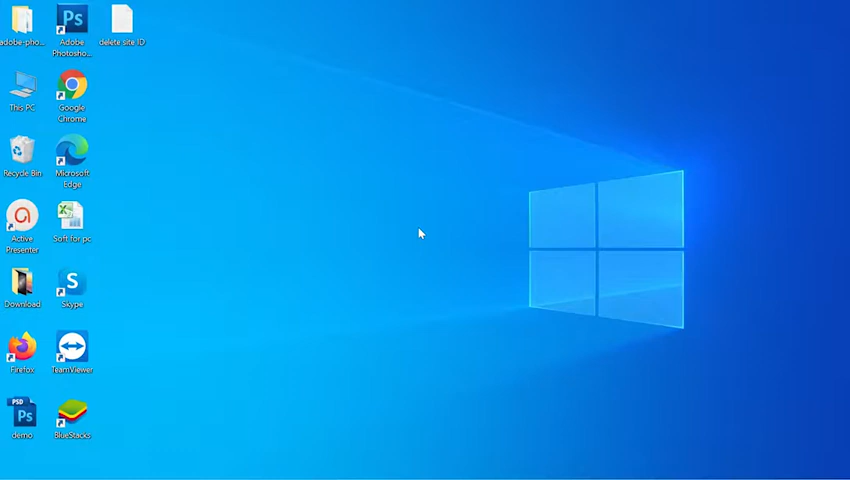 adobe-pho...
Ps
Adobe
Photosho...
delete site ID
This PC
Google
Chrome
Recycle Bin
Microsoft
Edge
Active
Presenter
Soft for pc
Download
S
Skype
Firefox
TeamViewer
PSD
Ps
demo
BlueStacks